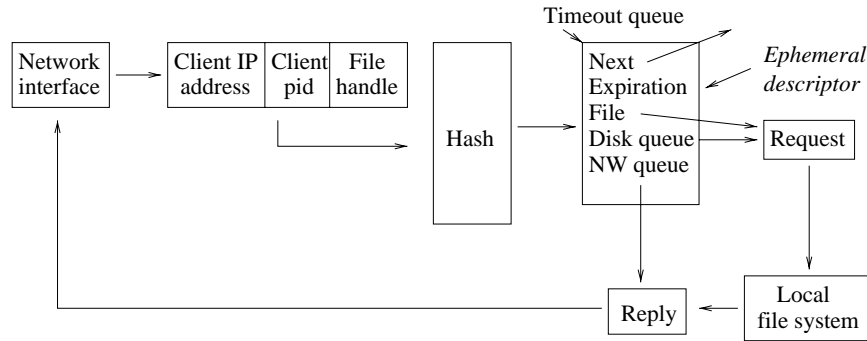 Timeout queue
Network
interface
Client IP
address
Client
pid
File
handle
Hash
Next
Expiration
File
Disk queue
NW queue
Ephemeral
descriptor
Request
Reply
Local
file system